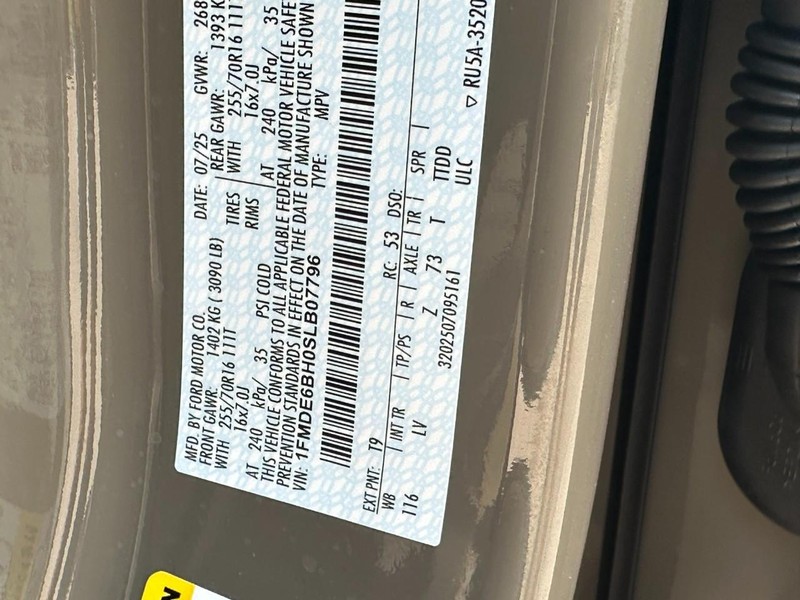 MFD. BY FORD MOTOR CO.
DATE: 07/25 GVWR: 268
FRONT GAWR: 1402 KG ( 3090 LB) REAR GAWR: 1393 K
WITH 255/70R16 111T TIRES WITH 255/70R16 111T
16x7.0J RIMS 16x7.0J
AT 240 kPa/ 35 PSI COLD AT 240 kPa/ 35
THIS VEHICLE CONFORMS TO ALL APPLICABLE FEDERAL MOTOR VEHICLE SAFE
PREVENTION STANDARDS IN EFFECT ON THE DATE OF MANUFACTURE SHOWN
VIN: 1FMDE6BH0SLB07796 TYPE: MPV
EXT PNT: T9 RC: 53 DSO:
WB | INT TR | TP/PS | R | AXLE | TR | SPR |
116 LV Z 73 T TTDD
3202507095161 ULC
▽ RU5A-3520